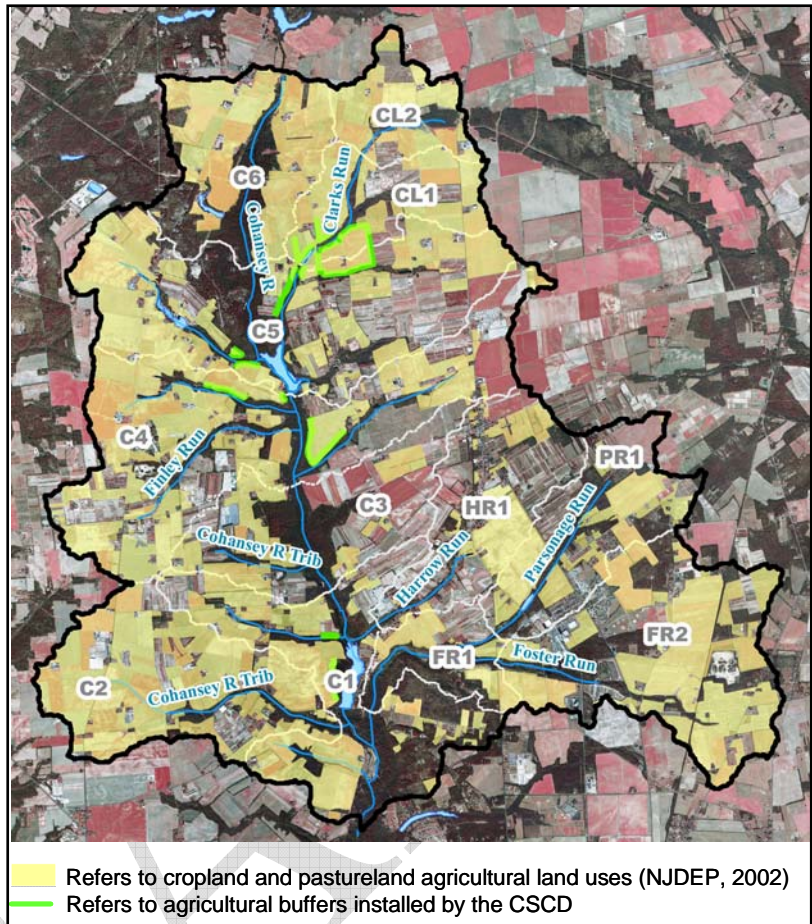 CL2
Clarks Run
C6
CL1
Cohansey R
C5
C4
Finley Run
PR1
C3
HR1
Parsonage Run
Cohansey R Trib
Harrow Run
FR2
FR1
Foster Run
C2
Cohansey R Trib
C1
Refers to cropland and pastureland agricultural land uses (NJDEP, 2002)
Refers to agricultural buffers installed by the CSCD